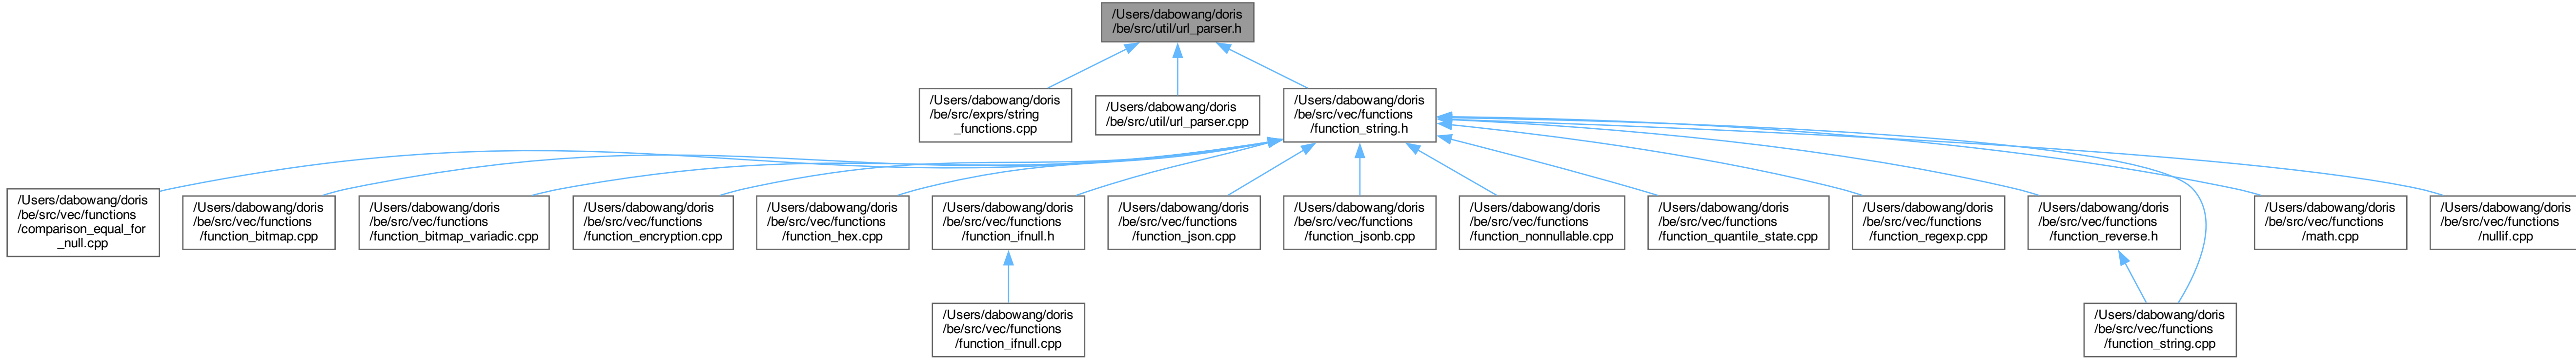 /Users/dabowang/doris
/be/src/util/url_parser.h
/Users/dabowang/doris
/be/src/exprs/string
_functions.cpp
/Users/dabowang/doris
/be/src/util/url_parser.cpp
/Users/dabowang/doris
/be/src/vec/functions
/function_string.h
/Users/dabowang/doris
/be/src/vec/functions
/comparison_equal_for
_null.cpp
/Users/dabowang/doris
/be/src/vec/functions
/function_bitmap.cpp
/Users/dabowang/doris
/be/src/vec/functions
/function_bitmap_variadic.cpp
/Users/dabowang/doris
/be/src/vec/functions
/function_encryption.cpp
/Users/dabowang/doris
/be/src/vec/functions
/function_hex.cpp
/Users/dabowang/doris
/be/src/vec/functions
/function_ifnull.h
/Users/dabowang/doris
/be/src/vec/functions
/function_json.cpp
/Users/dabowang/doris
/be/src/vec/functions
/function_jsonb.cpp
/Users/dabowang/doris
/be/src/vec/functions
/function_nonnullable.cpp
/Users/dabowang/doris
/be/src/vec/functions
/function_quantile_state.cpp
/Users/dabowang/doris
/be/src/vec/functions
/function_regexp.cpp
/Users/dabowang/doris
/be/src/vec/functions
/function_reverse.h
/Users/dabowang/doris
/be/src/vec/functions
/math.cpp
/Users/dabowang/doris
/be/src/vec/functions
/nullif.cpp
/Users/dabowang/doris
/be/src/vec/functions
/function_ifnull.cpp
/Users/dabowang/doris
/be/src/vec/functions
/function_string.cpp